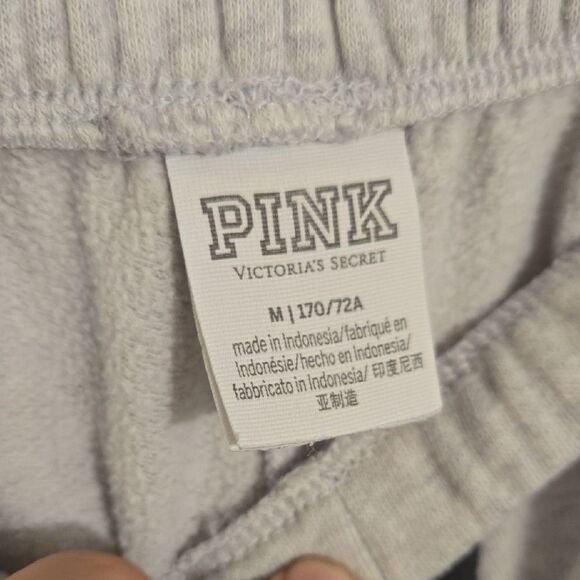 PINK
VICTORIA'S SECRET
M | 170/72A
made in Indonesia/fabriqué en
Indonésie/hecho en Indonesia/
fabbricato in Indonesia/ 印度尼西
亚制造